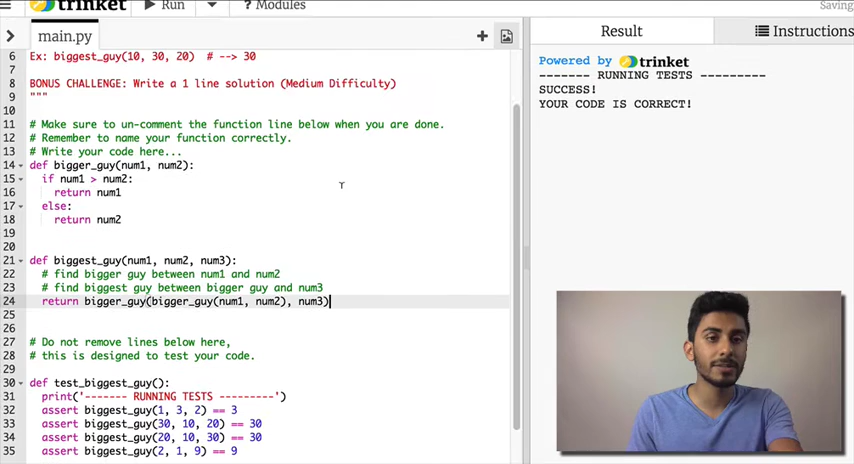 trinket
Run
? Modules
Saving
main.py
Result
Instructions
6 Ex: biggest_guy(10, 30, 20)  # --> 30
7
8 BONUS CHALLENGE: Write a 1 line solution (Medium Difficulty)
9 """
10
11 # Make sure to un-comment the function line below when you are done.
12 # Remember to name your function correctly.
13 # Write your code here...
14 def bigger_guy(num1, num2):
15   if num1 > num2:
16     return num1
17   else:
18     return num2
19
20
21 def biggest_guy(num1, num2, num3):
22   # find bigger guy between num1 and num2
23   # find biggest guy between bigger guy and num3
24   return bigger_guy(bigger_guy(num1, num2), num3)
25
26
27 # Do not remove lines below here,
28 # this is designed to test your code.
29
30 def test_biggest_guy():
31   print('------- RUNNING TESTS ---------')
32   assert biggest_guy(1, 3, 2) == 3
33   assert biggest_guy(30, 10, 20) == 30
34   assert biggest_guy(20, 10, 30) == 30
35   assert biggest_guy(2, 1, 9) == 9
Powered by trinket
------- RUNNING TESTS ---------
SUCCESS!
YOUR CODE IS CORRECT!